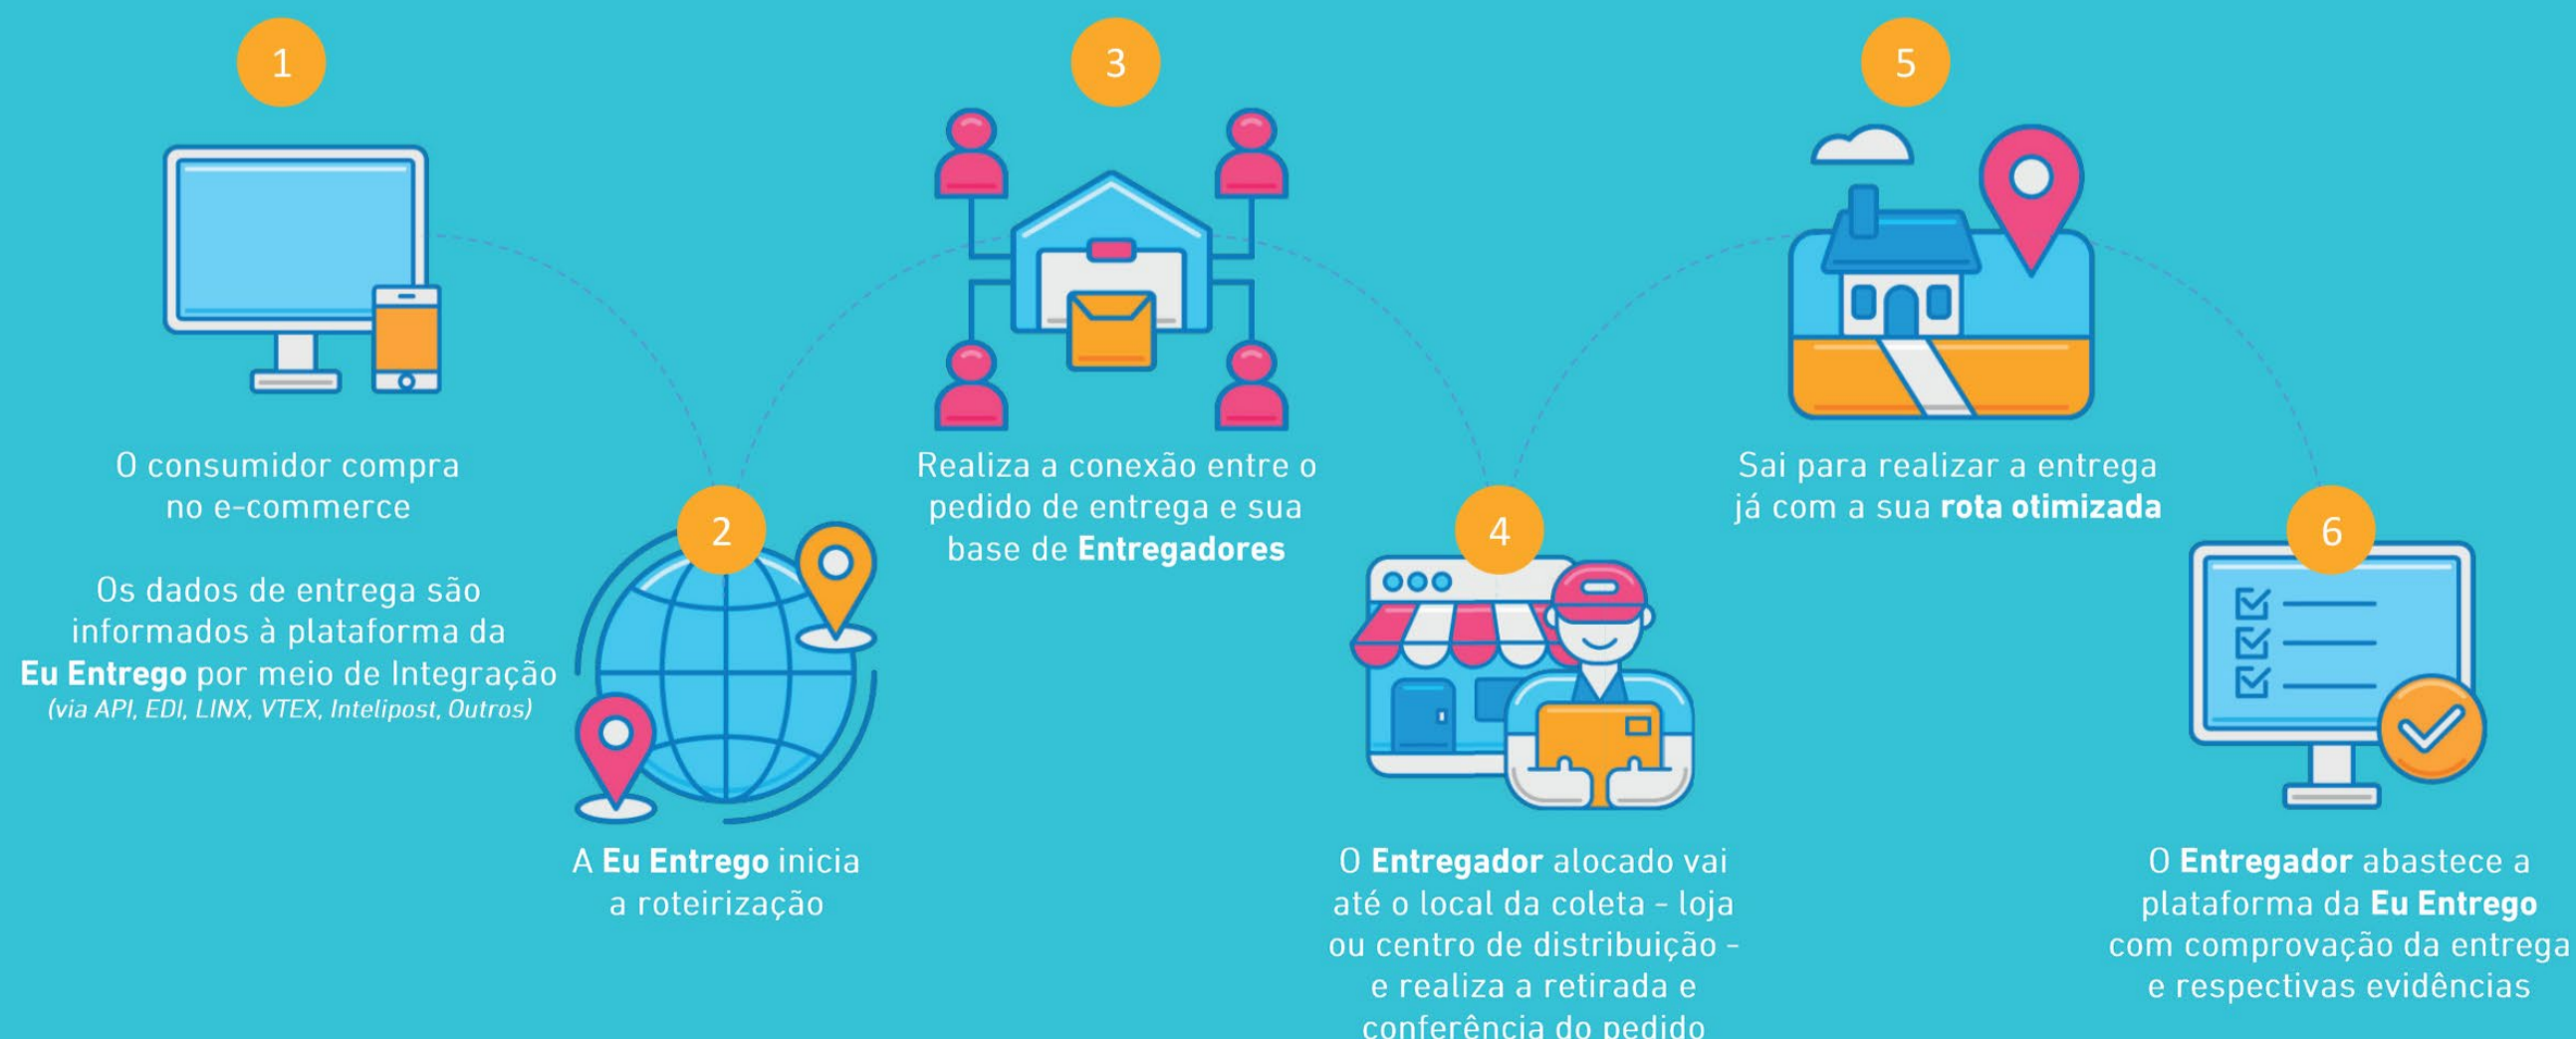 1
O consumidor compra
no e-commerce
Os dados de entrega são
informados à plataforma da
Eu Entrego por meio de Integração
(via API, EDI, LINX, VTEX, Intelipost, Outros)
2
A Eu Entrego inicia
a roteirização
3
Realiza a conexão entre o
pedido de entrega e sua
base de Entregadores
4
O Entregador alocado vai
até o local da coleta - loja
ou centro de distribuição -
e realiza a retirada e
conferência do pedido
5
Sai para realizar a entrega
já com a sua rota otimizada
6
O Entregador abastece a
plataforma da Eu Entrego
com comprovação da entrega
e respectivas evidências